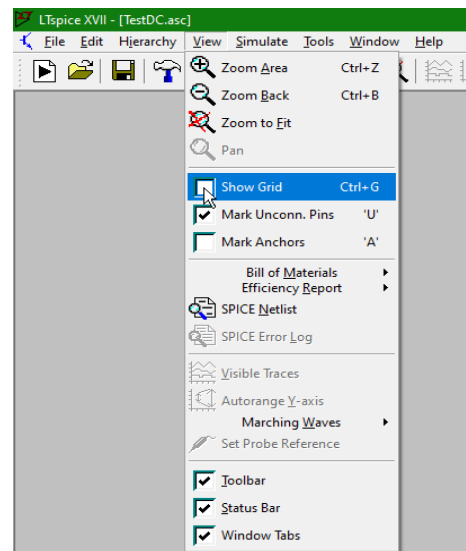 LTspice XVII - [TestDC.asc]
File Edit Hierarchy View Simulate Tools Window Help
Zoom Area Ctrl+Z
Zoom Back Ctrl+B
Zoom to Fit
Pan
Show Grid Ctrl+G
Mark Unconn. Pins 'U'
Mark Anchors 'A'
Bill of Materials
Efficiency Report
SPICE Netlist
SPICE Error Log
Visible Traces
Autorange Y-axis
Marching Waves
Set Probe Reference
Toolbar
Status Bar
Window Tabs